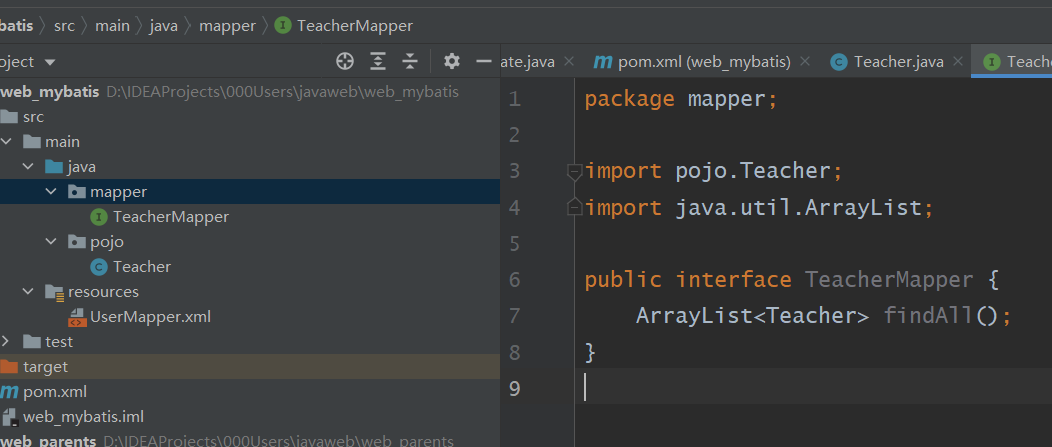 batis src main java mapper TeacherMapper
oject
web_mybatis D:\IDEAProjects\000Users\javaweb\web_mybatis
src
main
java
mapper
TeacherMapper
pojo
Teacher
resources
UserMapper.xml
test
target
pom.xml
web_mybatis.iml
web_parents D:\IDEAProjects\000Users\javaweb\web_parents
ate.java pom.xml (web_mybatis) Teacher.java Teache
1 package mapper;
2
3 import pojo.Teacher;
4 import java.util.ArrayList;
5
6 public interface TeacherMapper {
7 ArrayList<Teacher> findAll();
8 }
9